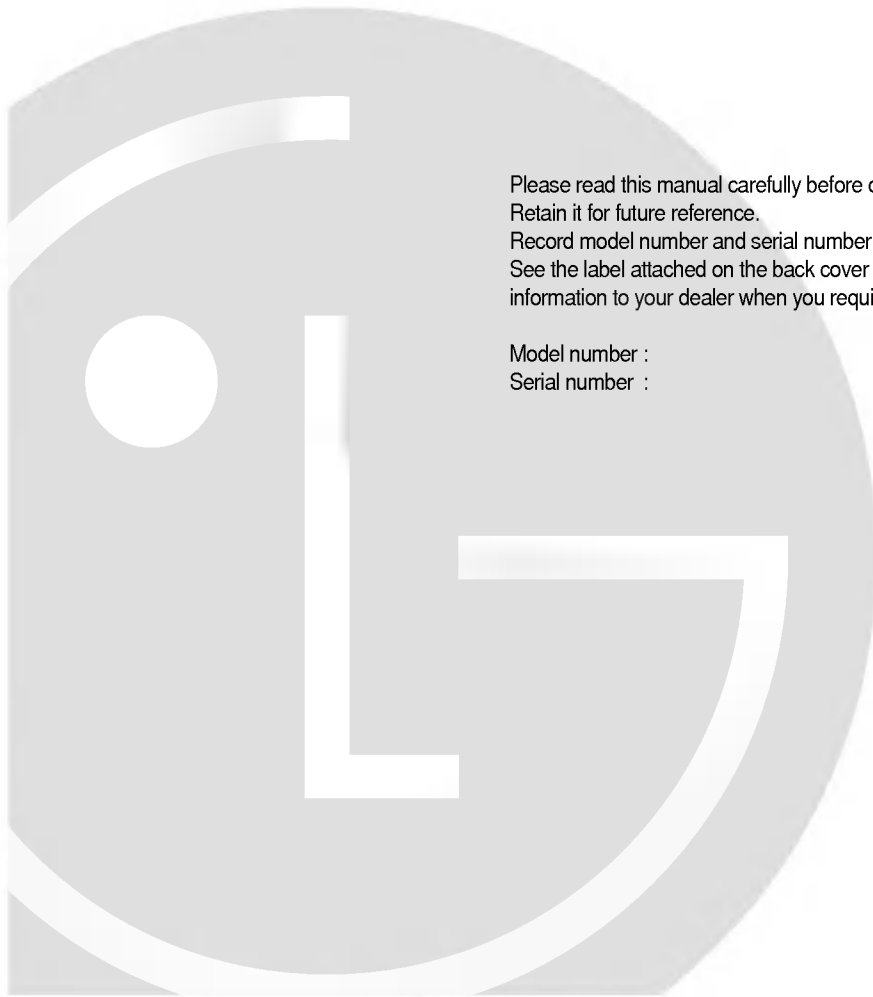 Please read this manual carefully before
Retain it for future reference.
Record model number and serial number
See the label attached on the back cover
information to your dealer when you
Model number :
Serial number :
LG